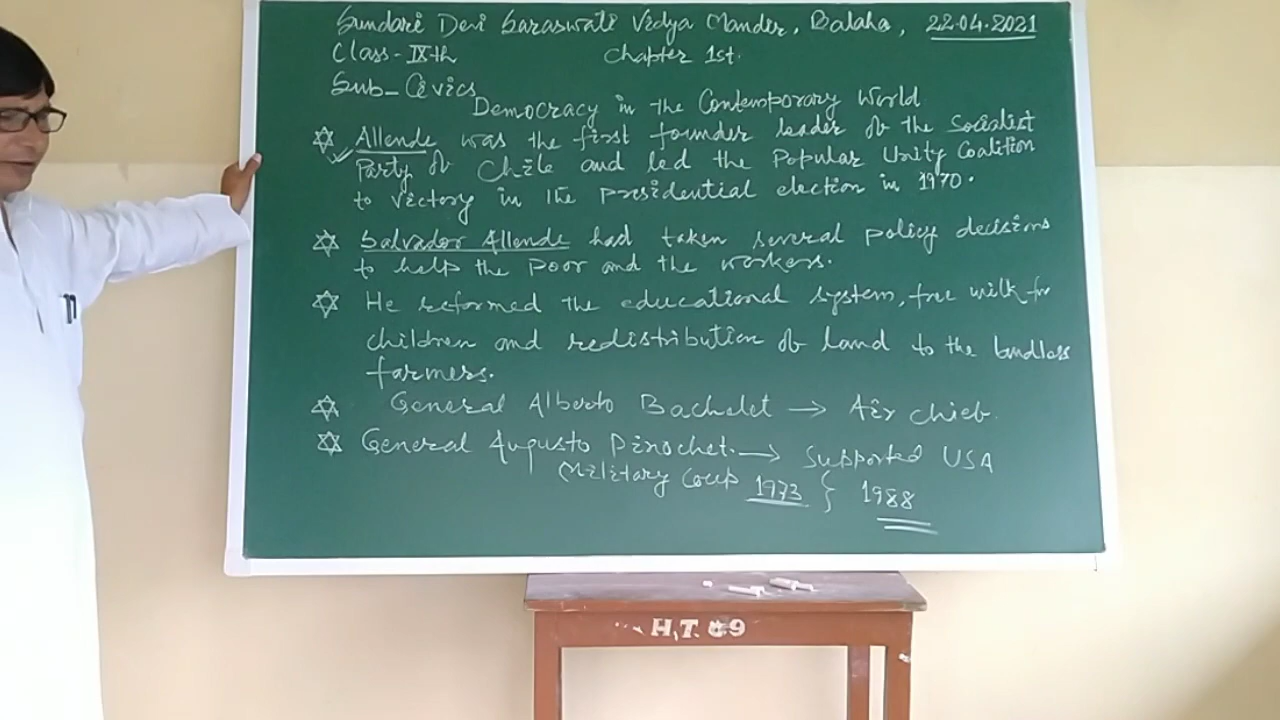 Sundari Devi Saraswati Vidya Mander, Balaha, 22.04.2021
Class-IXth Chapter 1st.
Sub-Civics
Democracy in the Contemporary World
Allende was the first founder leader of the Socialist
Party of Chile and led the Popular Unity Coalition
to victory in the presidential election in 1970.
Salvador Allende had taken several policy decisions
to help the poor and the workers.
He reformed the educational system, free milk for
children and redistribution of land to the landless
farmers.
General Alberto Bachelet → Air chief.
General Augusto Pinochet. → Supported USA
Military Coup 1973 } 1988
H.T. 09